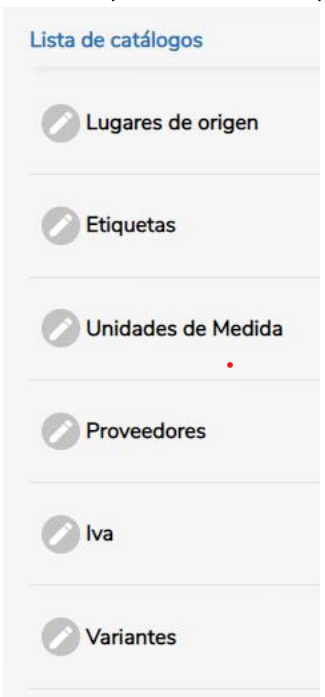 Lista de catálogos
Lugares de origen
Etiquetas
Unidades de Medida
Proveedores
Iva
Variantes